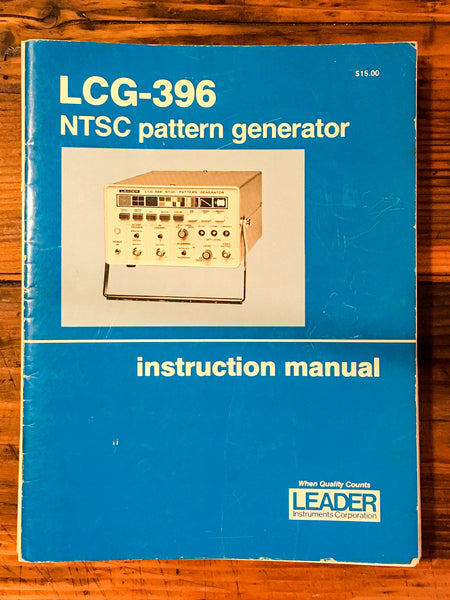 $15.00
LCG-396
NTSC pattern generator
LEADER LCG-396 NTSC PATTERN GENERATOR
instruction manual
When Quality Counts
LEADER
Instruments Corporation